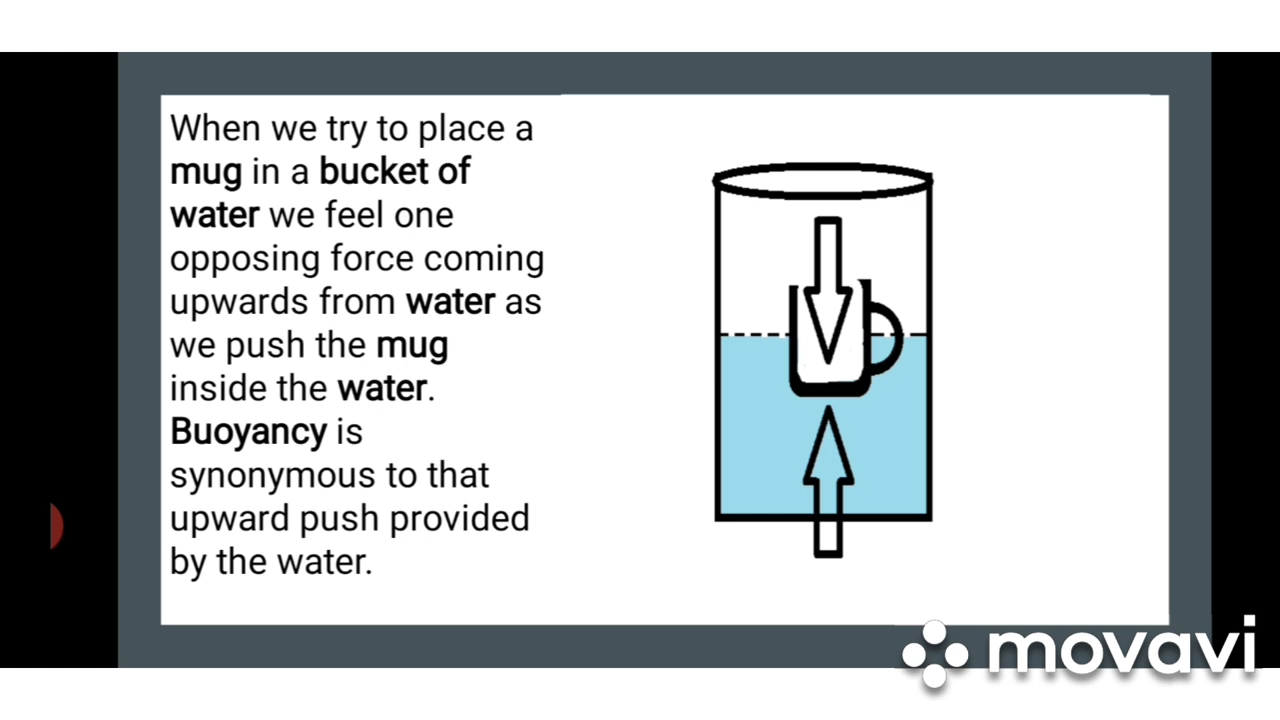 When we try to place a
mug in a bucket of
water we feel one
opposing force coming
upwards from water as
we push the mug
inside the water.
Buoyancy is
synonymous to that
upward push provided
by the water.
movavi